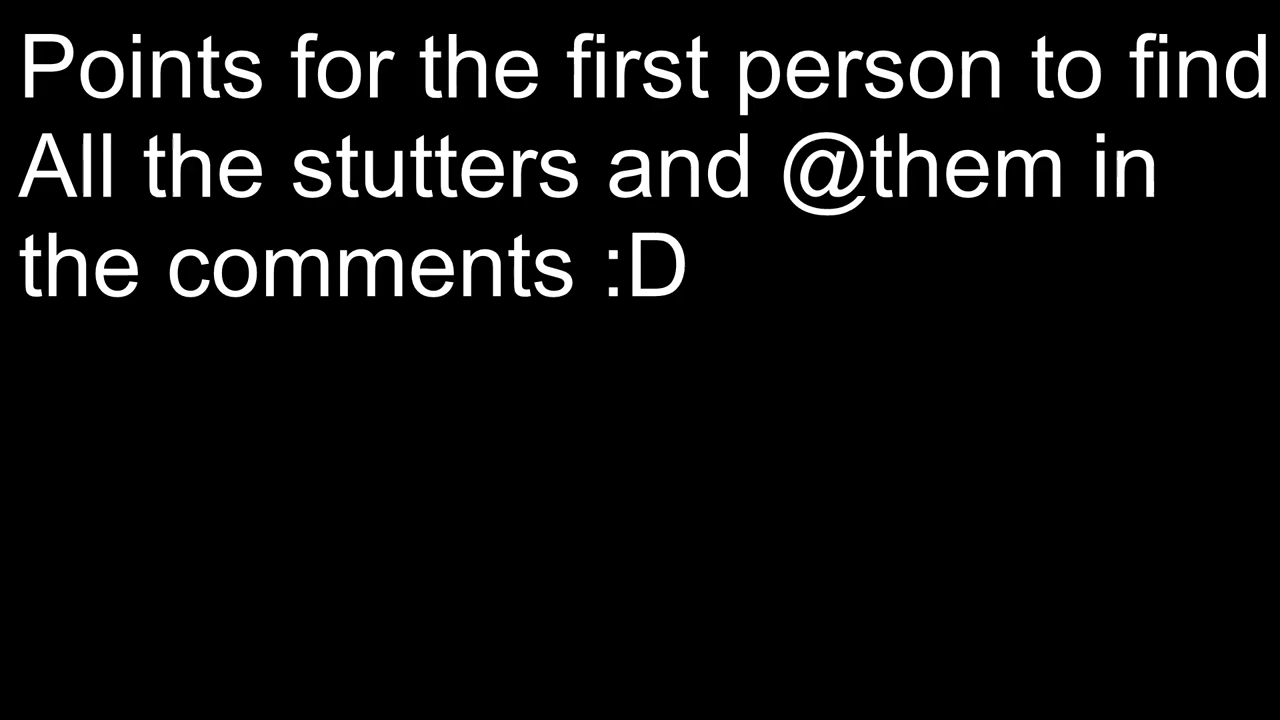 Points for the first person to find
All the stutters and @them in
the comments :D